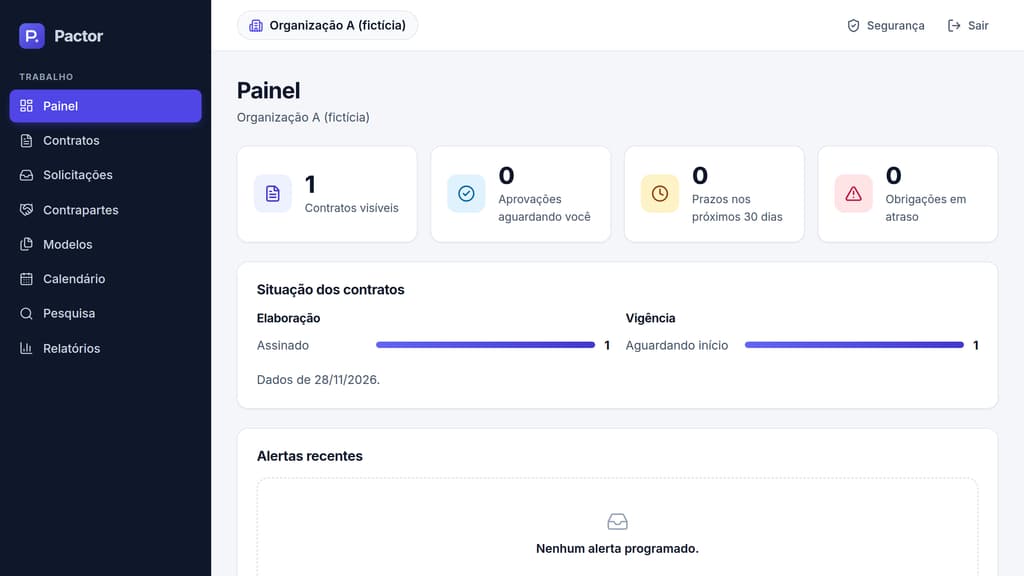 P.
Pactor
TRABALHO
Painel
Contratos
Solicitações
Contrapartes
Modelos
Calendário
Pesquisa
Relatórios
Organização A (fictícia)
Segurança
Sair
Painel
Organização A (fictícia)
1
Contratos visíveis
0
Aprovações
aguardando você
0
Prazos nos
próximos 30 dias
0
Obrigações em
atraso
Situação dos contratos
Elaboração
Assinado 1
Vigência
Aguardando início 1
Dados de 28/11/2026.
Alertas recentes
Nenhum alerta programado.